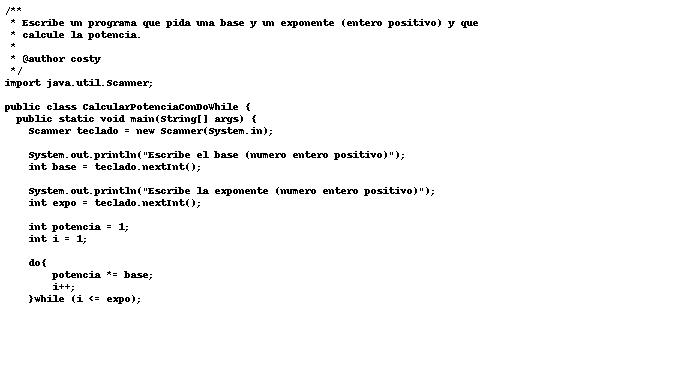 /**
 * Escribe un programa que pida una base y un exponente (entero positivo) y que
 * calcule la potencia.
 *
 * @author costy
 */
import java.util.Scanner;

public class CalcularPotenciaConDoWhile {
  public static void main(String[] args) {
    Scanner teclado = new Scanner(System.in);

    System.out.println("Escribe el base (numero entero positivo)");
    int base = teclado.nextInt();

    System.out.println("Escribe la exponente (numero entero positivo)");
    int expo = teclado.nextInt();

    int potencia = 1;
    int i = 1;

    do{
        potencia *= base;
        i++;
    }while (i <= expo);